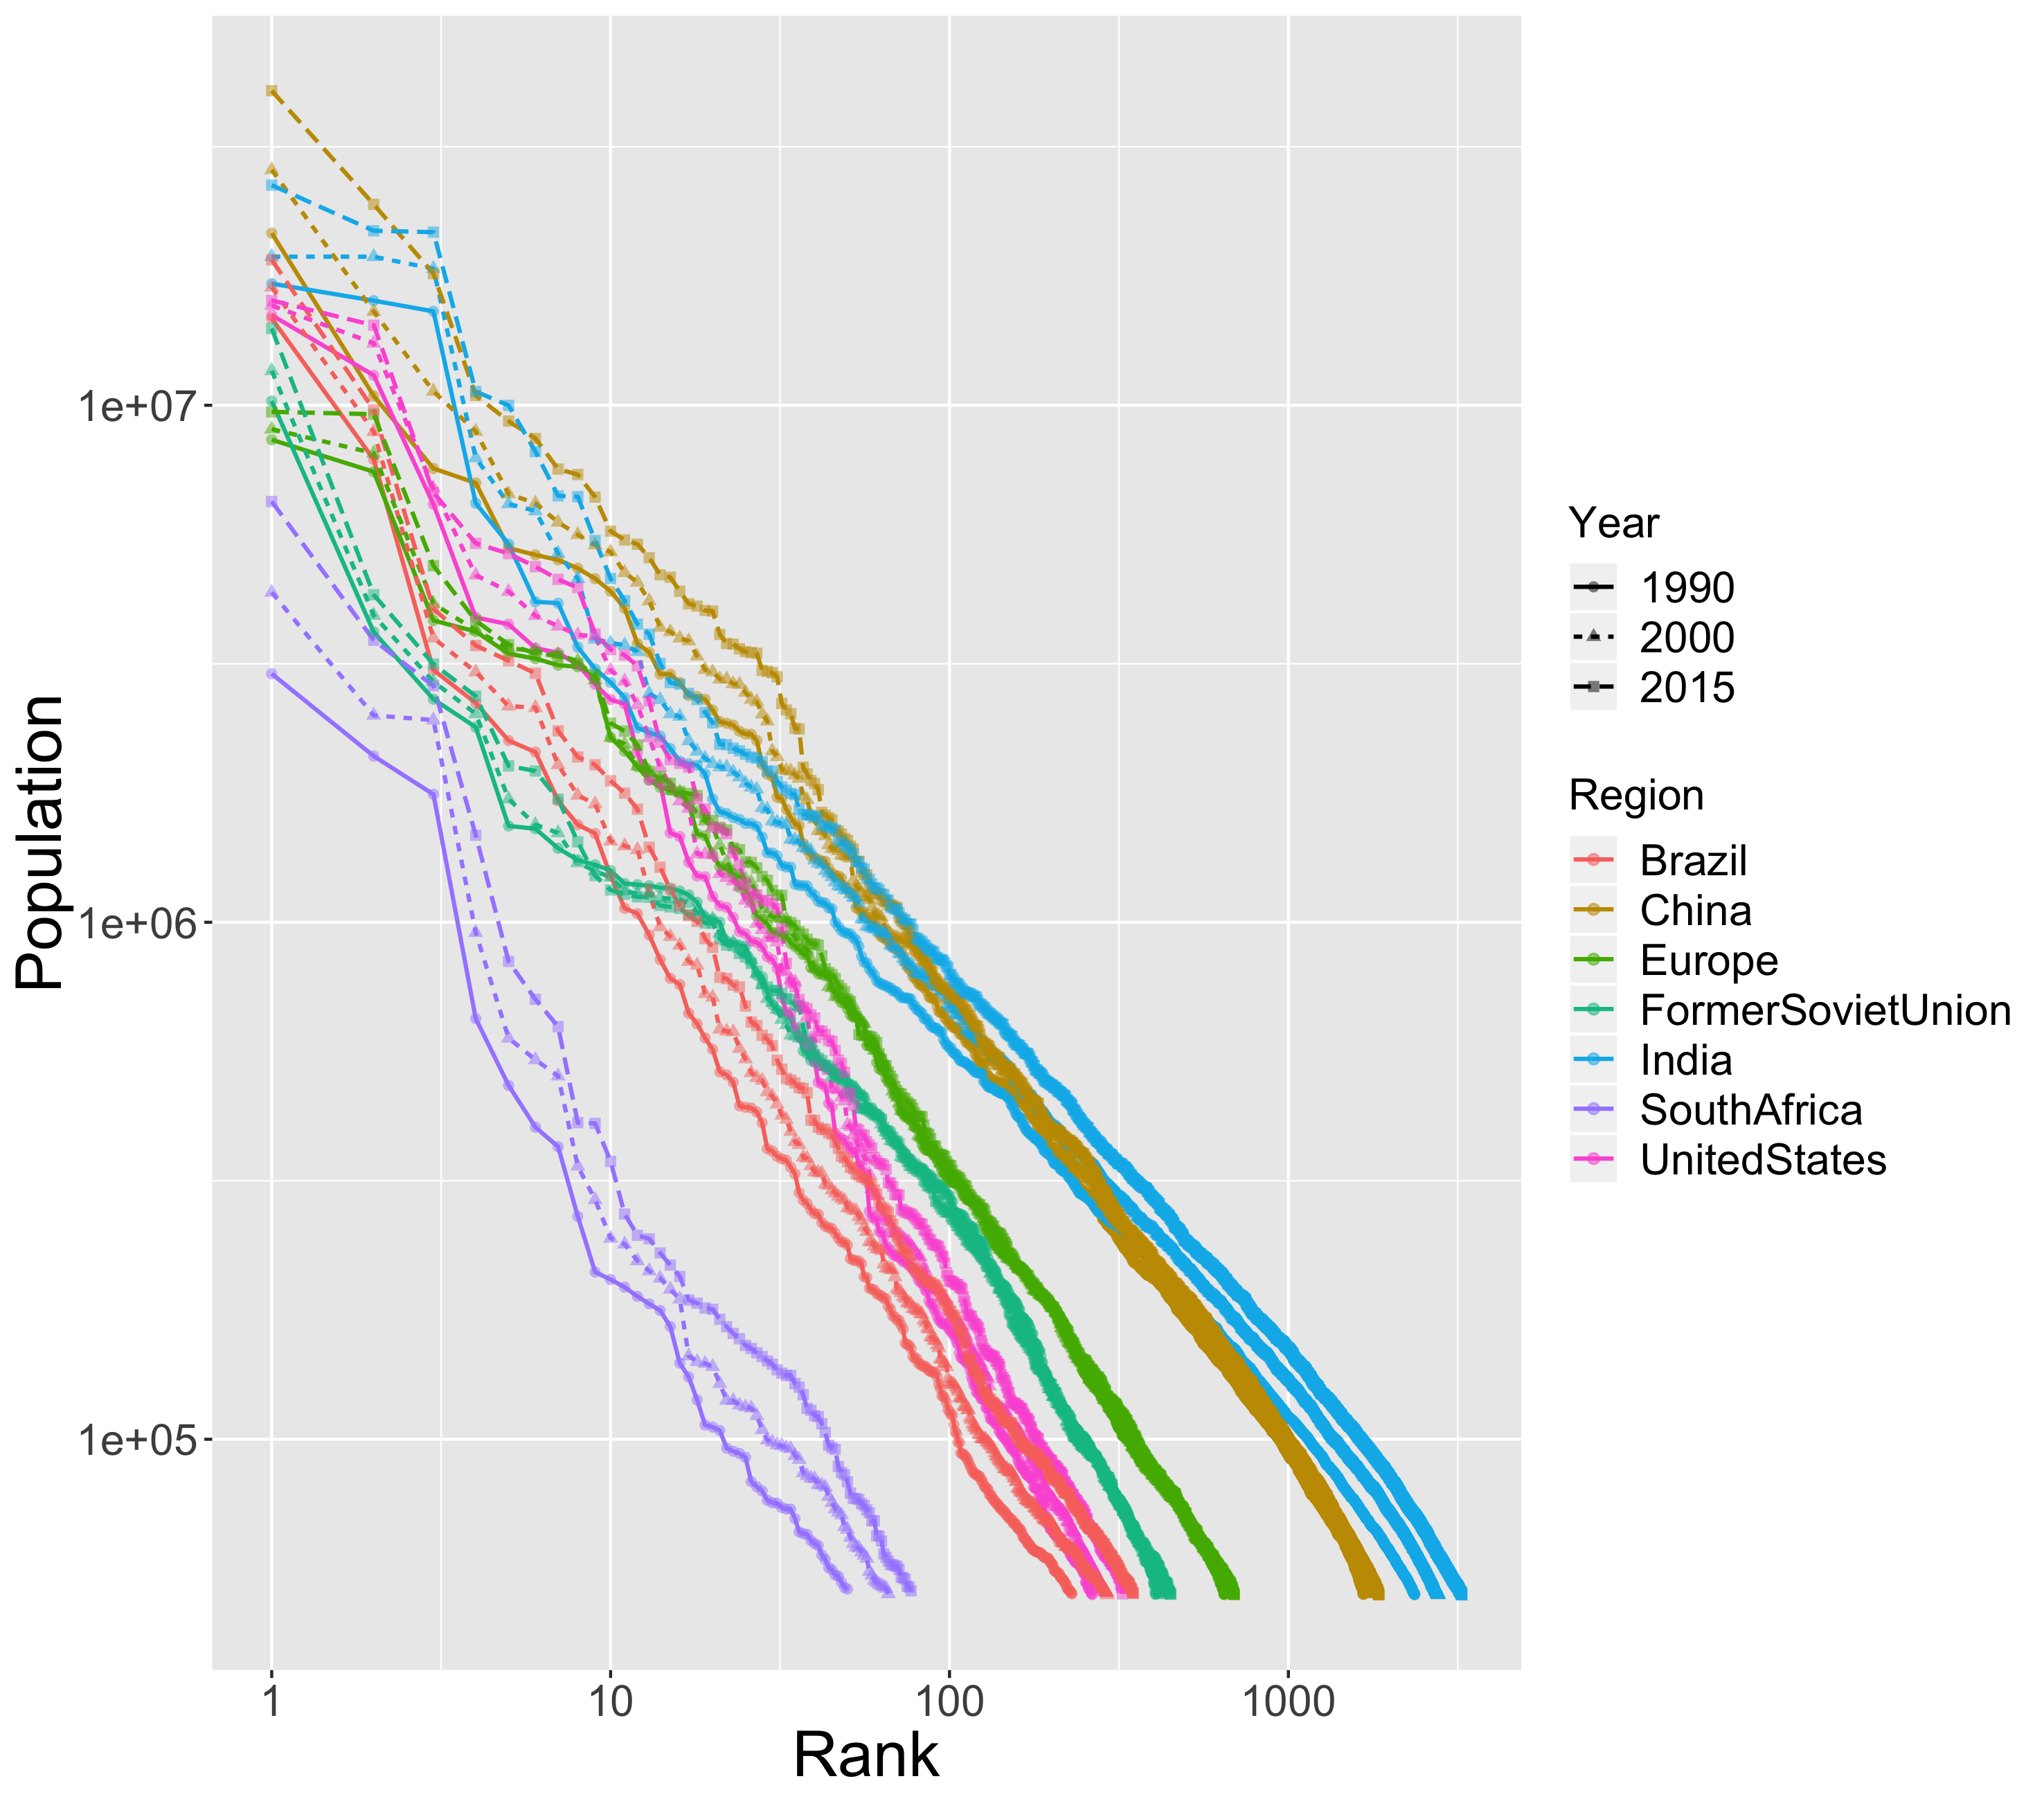 1e+07
1e+06
1e+05
Population
1
10
100
1000
Rank
Year
1990
2000
2015
Region
Brazil
China
Europe
FormerSovietUnion
India
SouthAfrica
UnitedStates